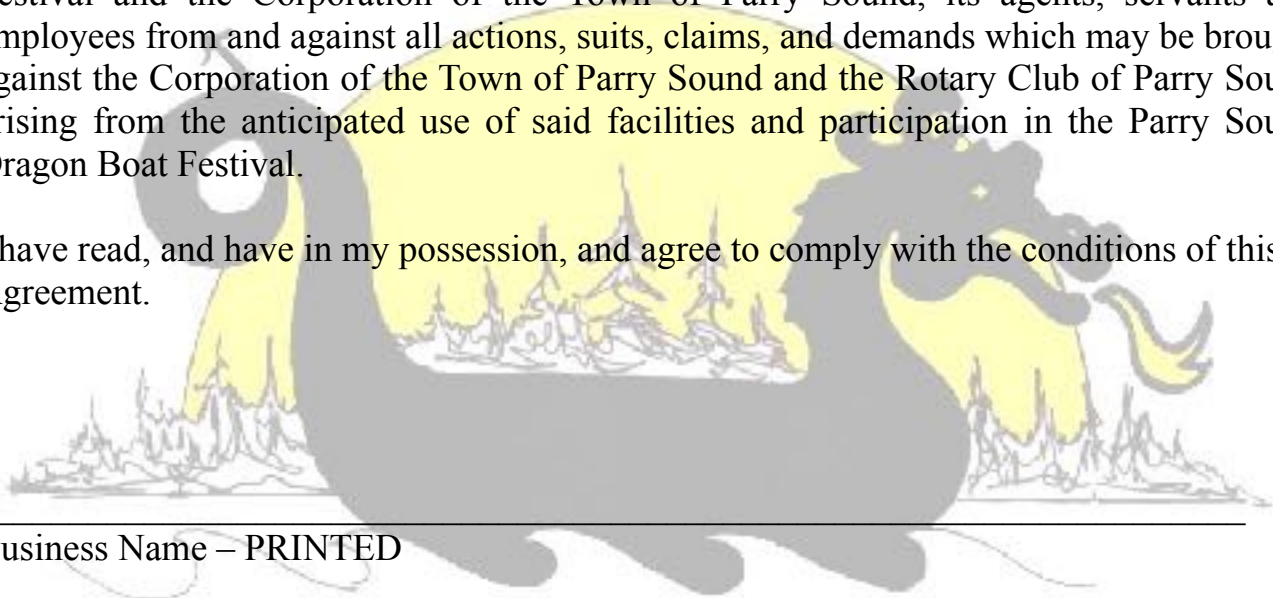 estival and the Corporation of the Town of Parry Sound, its agents, servants a
mployees from and against all actions, suits, claims, and demands which may be brou
gainst the Corporation of the Town of Parry Sound and the Rotary Club of Parry Sou
rising from the anticipated use of said facilities and participation in the Parry Sou
ragon Boat Festival.
have read, and have in my possession, and agree to comply with the conditions of this
greement.
usiness Name – PRINTED